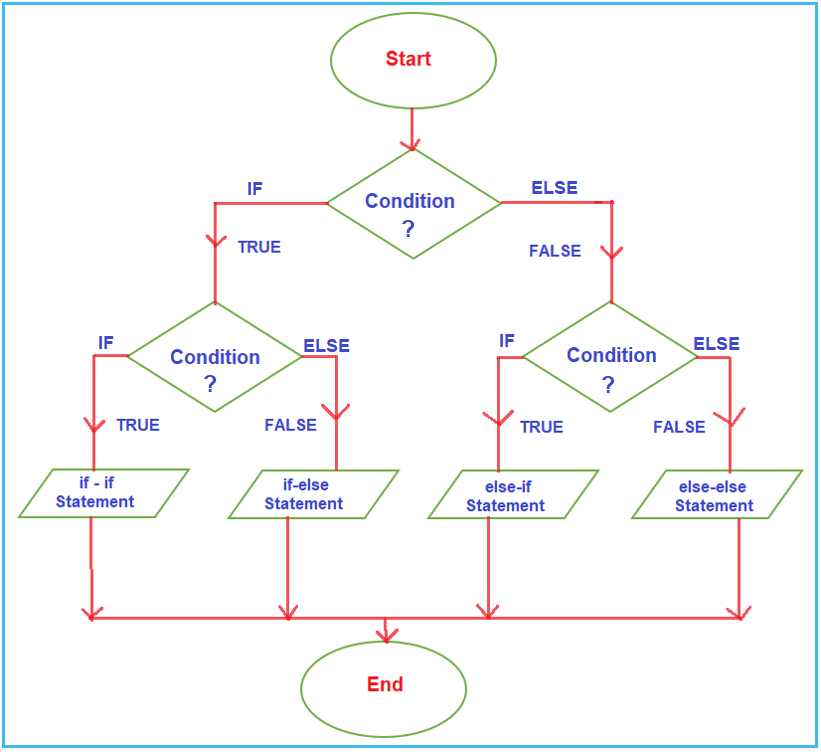 Start
IF
ELSE
Condition
?
TRUE
FALSE
IF
ELSE
IF
ELSE
Condition
?
Condition
?
TRUE
FALSE
TRUE
FALSE
if - if
Statement
if-else
Statement
else-if
Statement
else-else
Statement
End